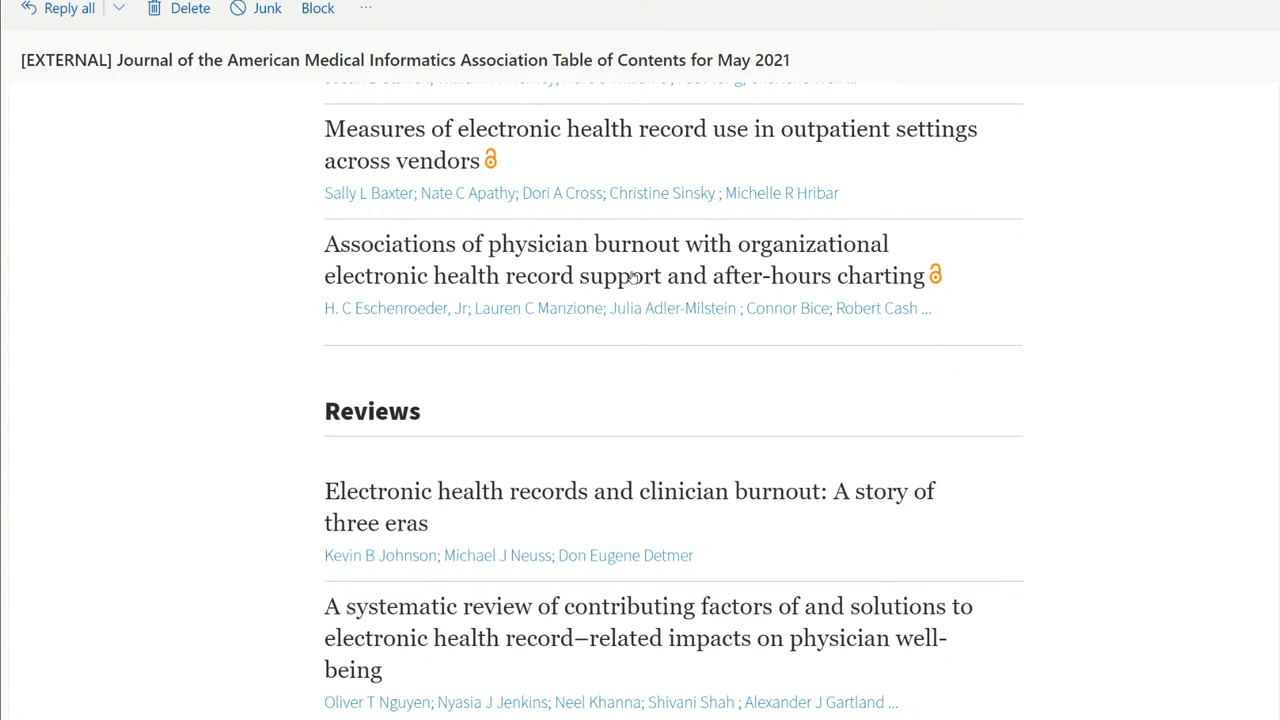 Reply all
Delete
Junk
Block
...
[EXTERNAL] Journal of the American Medical Informatics Association Table of Contents for May 2021
Measures of electronic health record use in outpatient settings
across vendors
Sally L Baxter; Nate C Apathy; Dori A Cross; Christine Sinsky ; Michelle R Hribar
Associations of physician burnout with organizational
electronic health record support and after-hours charting
H. C Eschenroeder, Jr; Lauren C Manzione; Julia Adler-Milstein ; Connor Bice; Robert Cash ...
Reviews
Electronic health records and clinician burnout: A story of
three eras
Kevin B Johnson; Michael J Neuss; Don Eugene Detmer
A systematic review of contributing factors of and solutions to
electronic health record–related impacts on physician well-
being
Oliver T Nguyen; Nyasia J Jenkins; Neel Khanna; Shivani Shah ; Alexander J Gartland ...